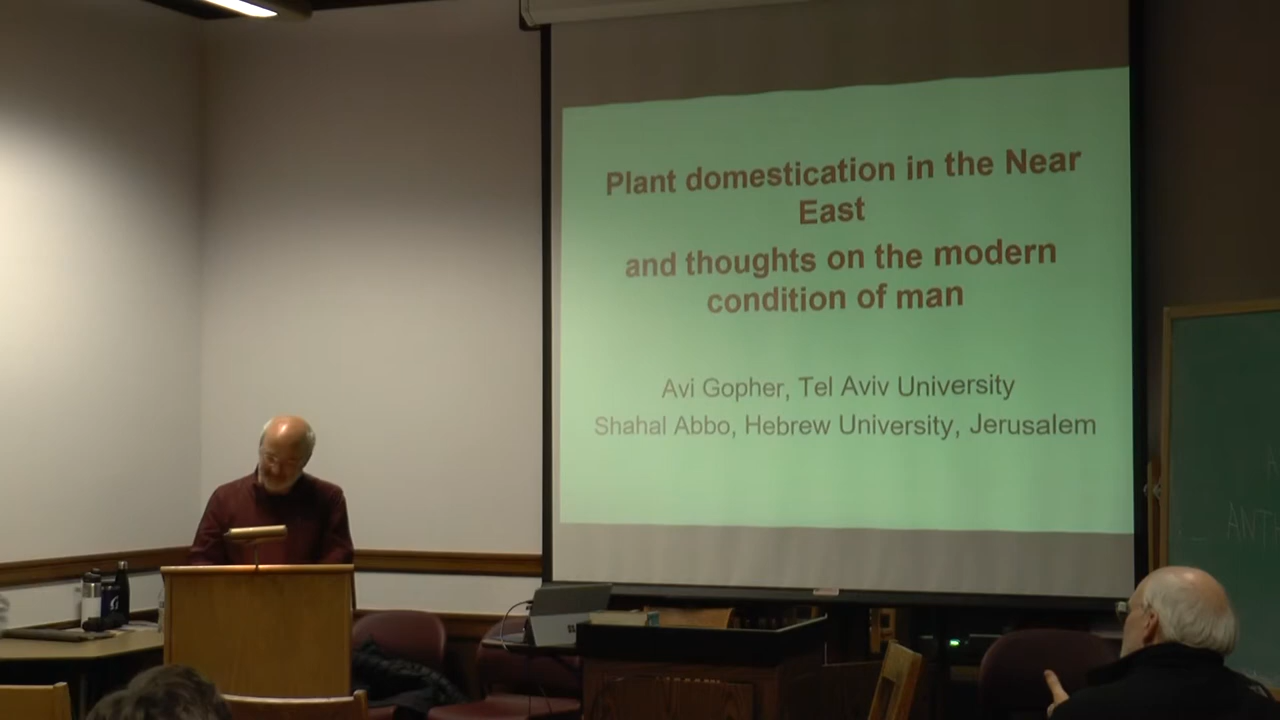 Plant domestication in the Near
East
and thoughts on the modern
condition of man
Avi Gopher, Tel Aviv University
Shahal Abbo, Hebrew University, Jerusalem
ANT